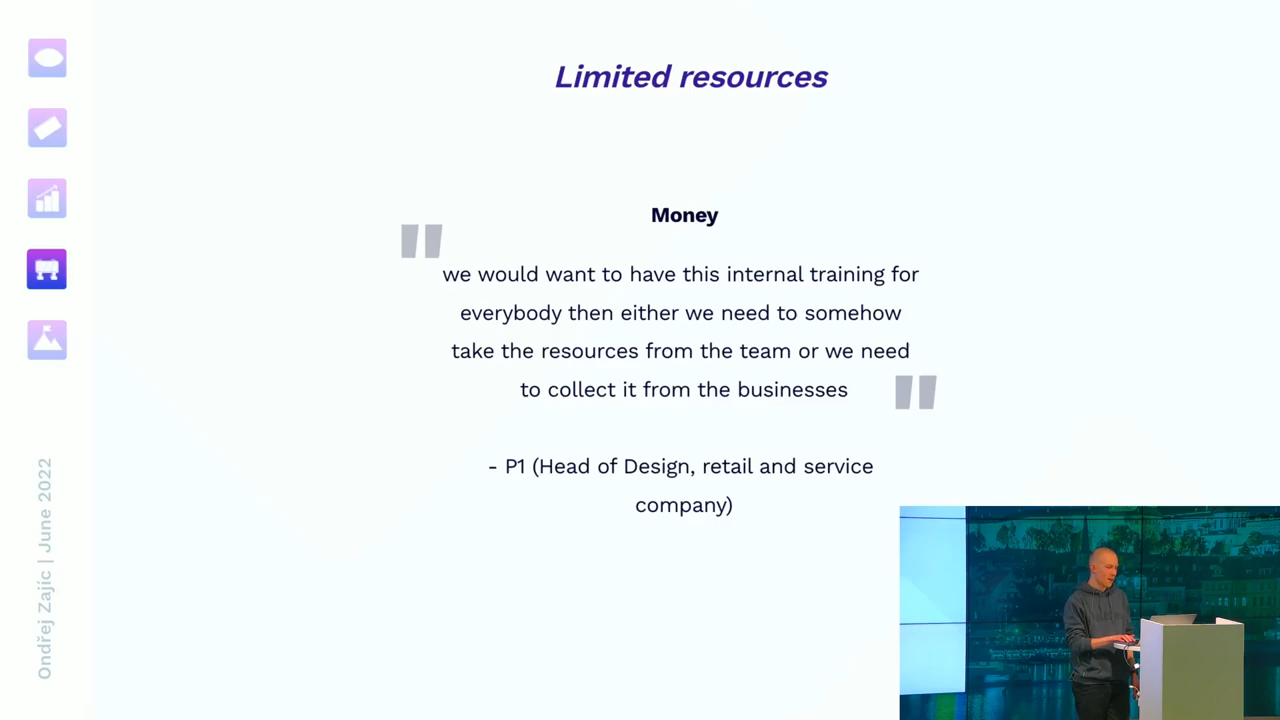 Limited resources
Money
"
we would want to have this internal training for
everybody then either we need to somehow
take the resources from the team or we need
to collect it from the businesses
"
- P1 (Head of Design, retail and service
company)
Ondřej Zajíc | June 2022